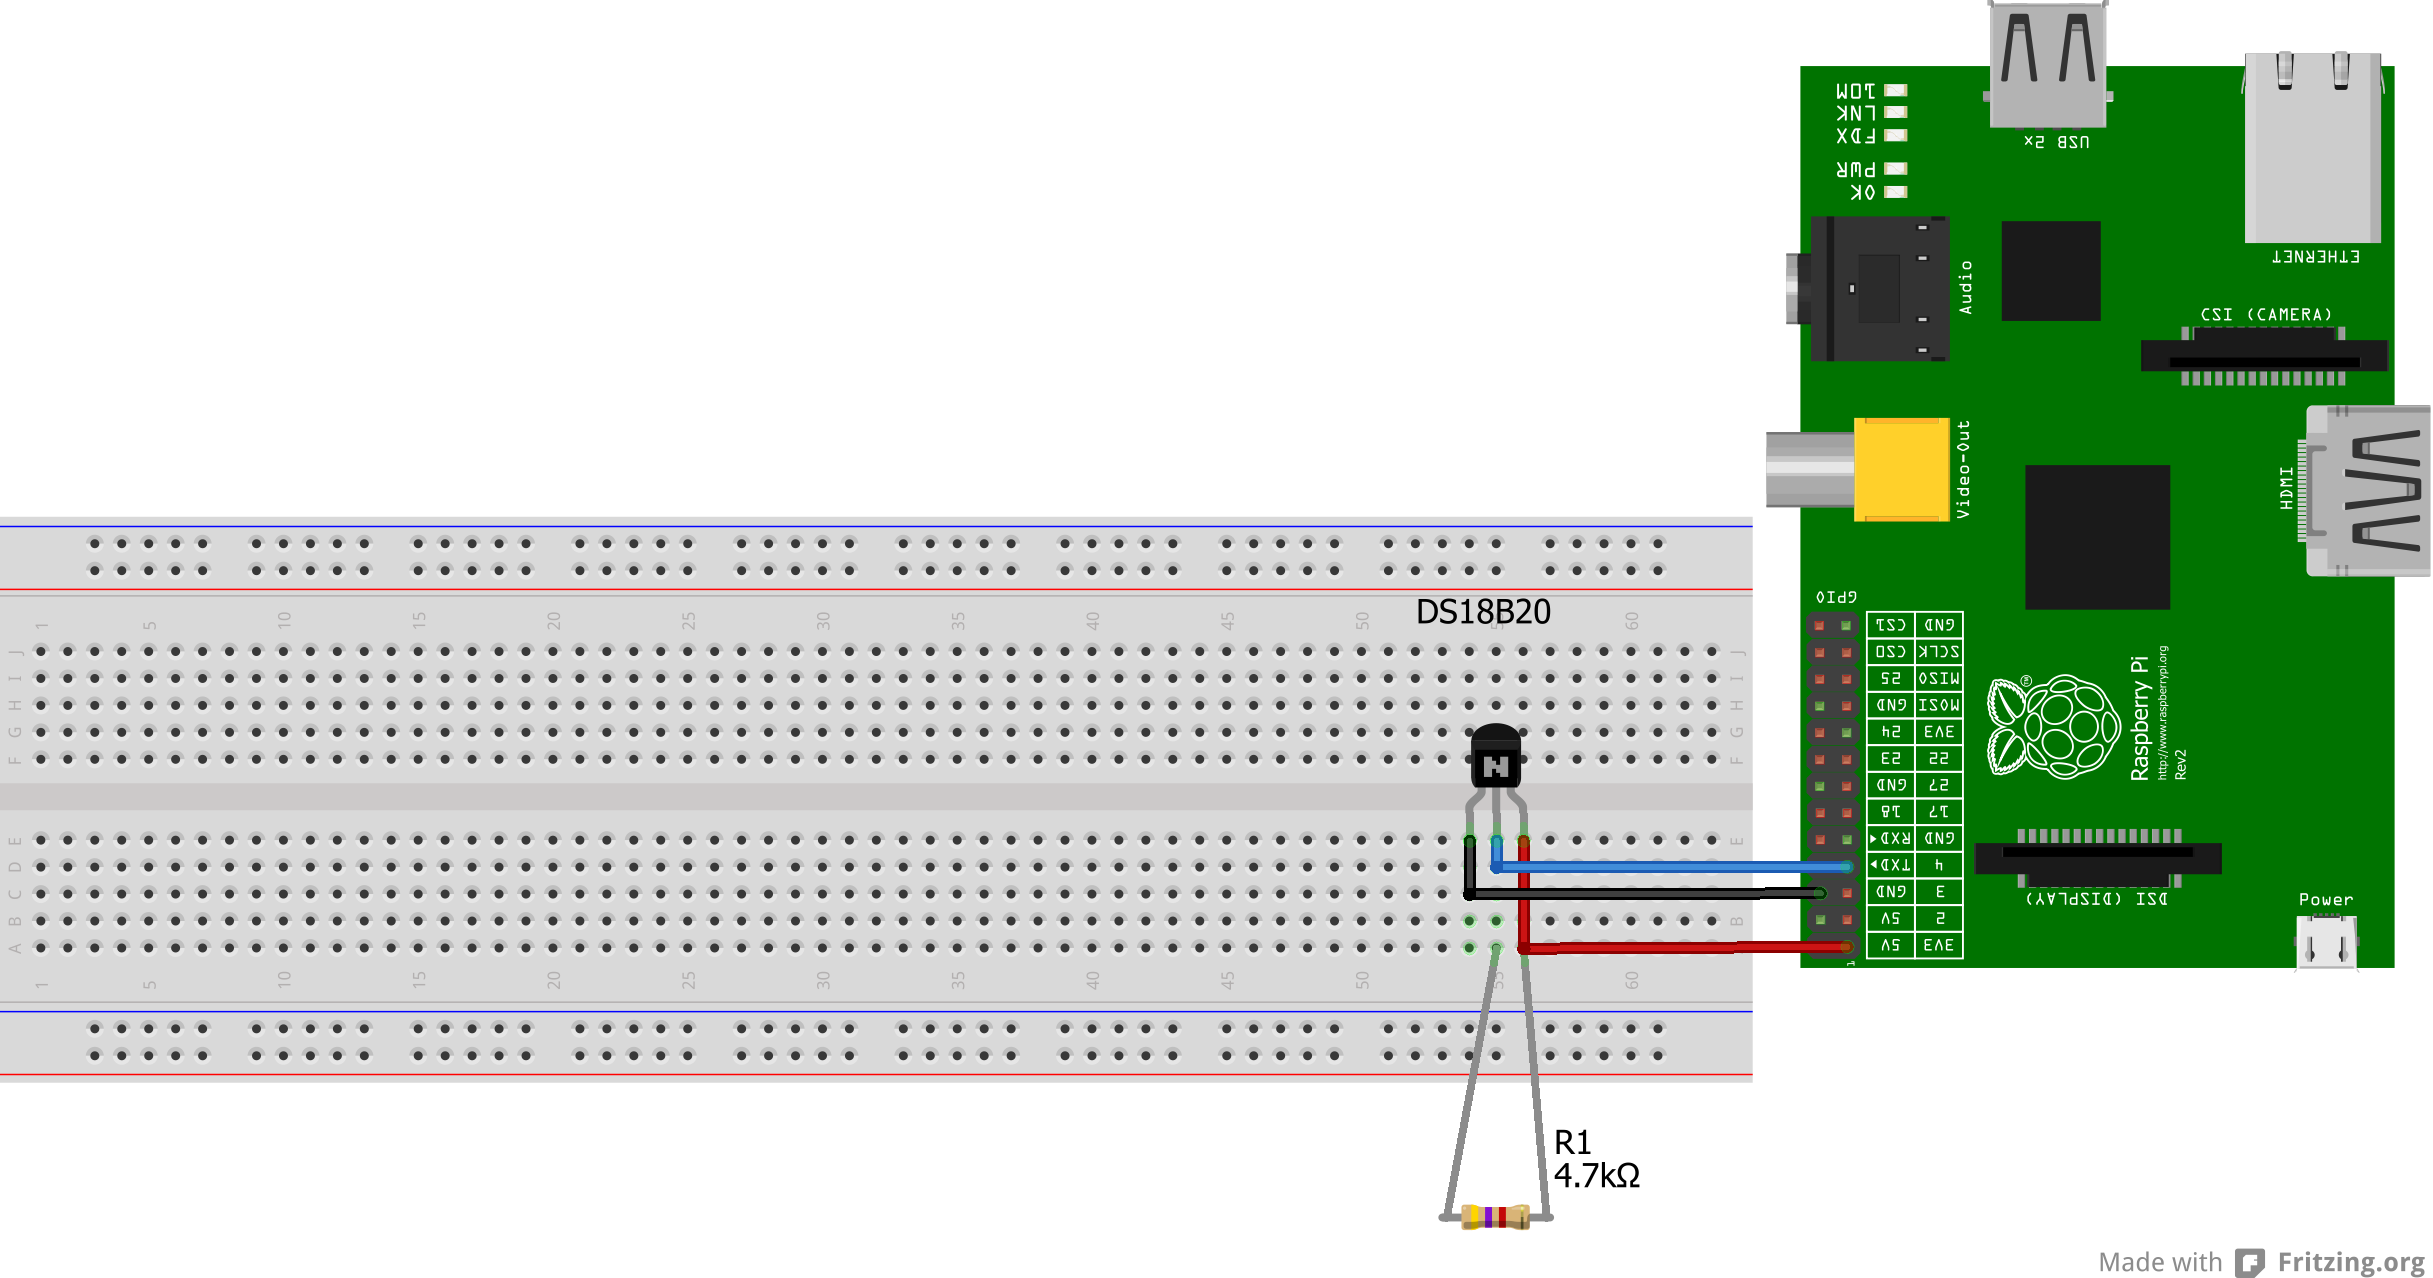 10M
LNK
FDX
PWR
OK
USB 2x
ETHERNET
Audio
CSI (CAMERA)
Video-Out
HDMI
DS18B20
1 5 10 15 20 25 30 35 40 45 50 55 60
J J
I I
H H
G G
F F
E E
D D
C C
B B
A A
1 5 10 15 20 25 30 35 40 45 50 55 60
GPIO
CS1 GND
CS0 SCLK
25 MISO
GND MOSI
24 3V3
23 22
GND 27
18 17
RXD GND
TXD 4
GND 3
5V 2
5V 3V3
1
Raspberry Pi
http://www.raspberrypi.org
Rev2
TM
DSI (DISPLAY)
Power
R1
4.7kΩ
Made with Fritzing.org